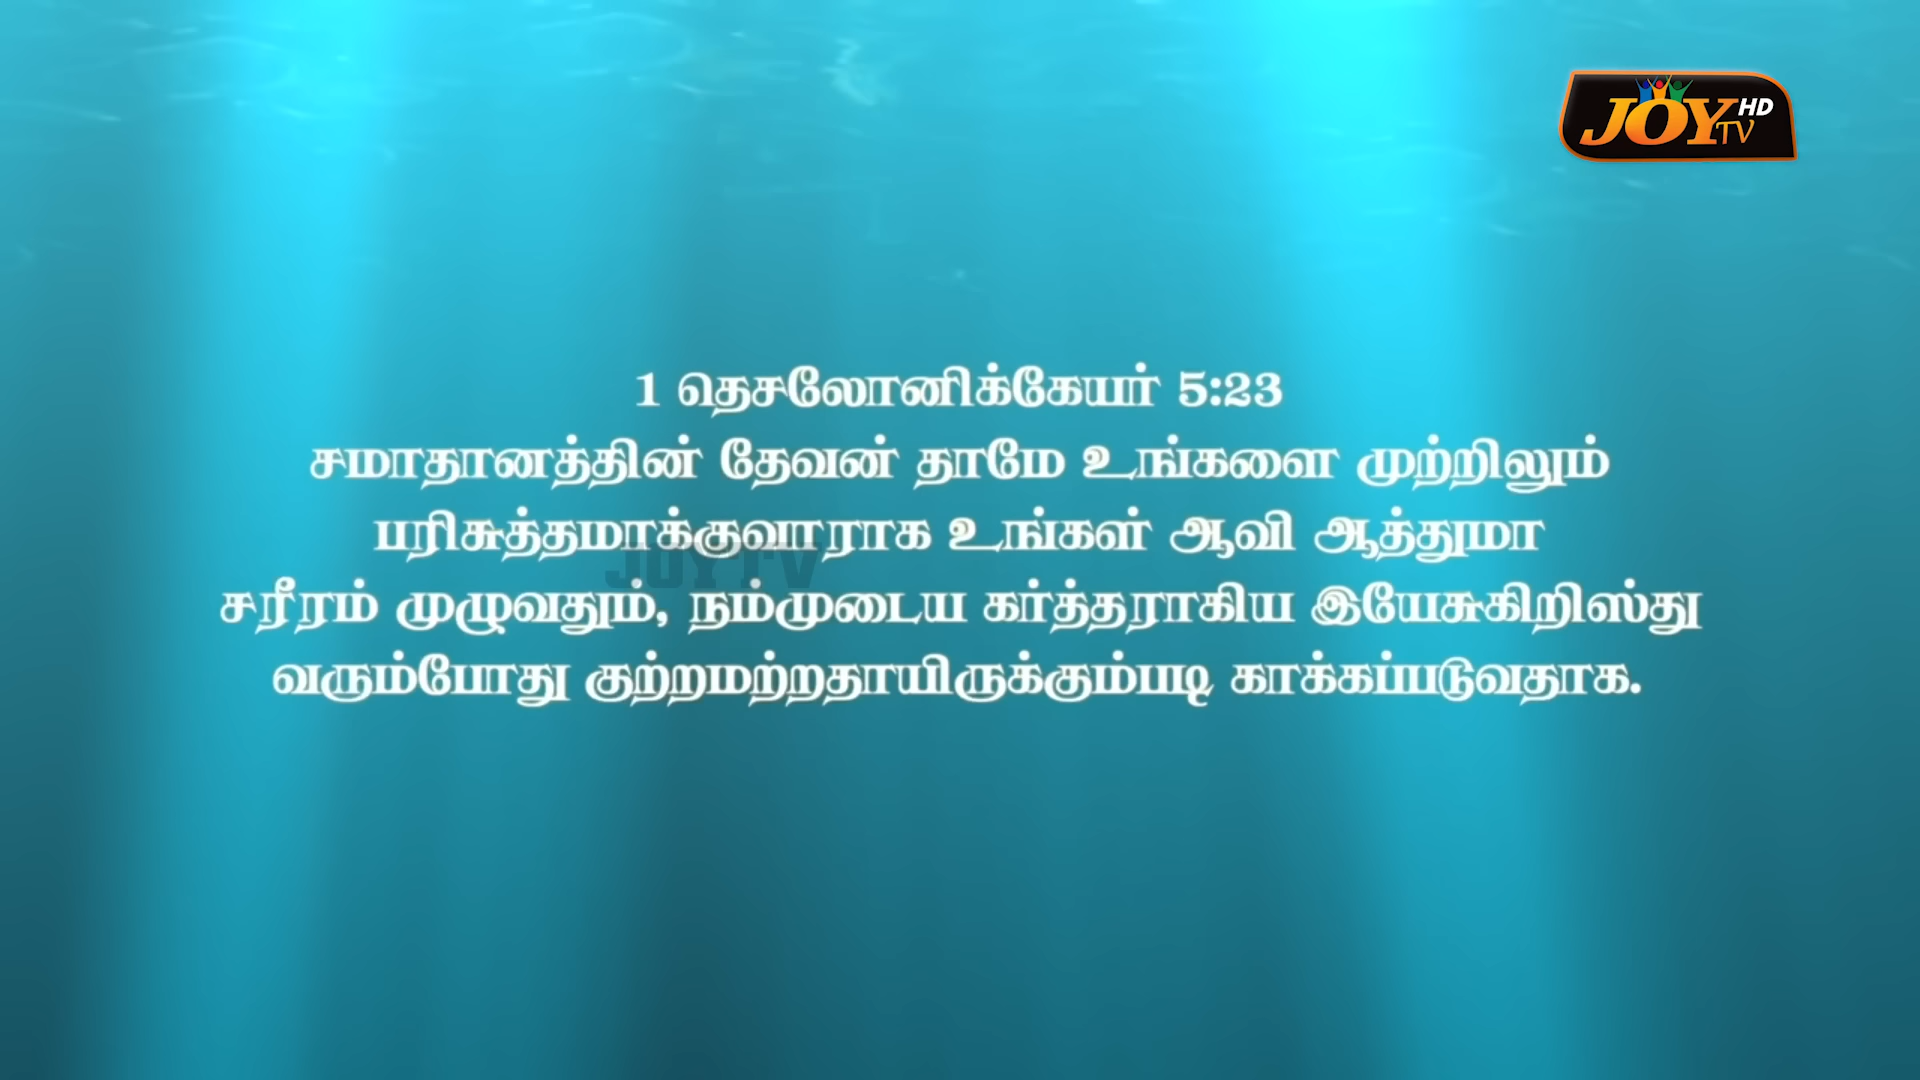 JOY TV HD
1 தெசலோனிக்கேயர் 5:23
சமாதானத்தின் தேவன் தாமே உங்களை முற்றிலும்
பரிசுத்தமாக்குவாராக உங்கள் ஆவி ஆத்துமா
JOYTV
சரீரம் முழுவதும், நம்முடைய கர்த்தராகிய இயேசுகிறிஸ்து
வரும்போது குற்றமற்றதாயிருக்கும்படி காக்கப்படுவதாக.